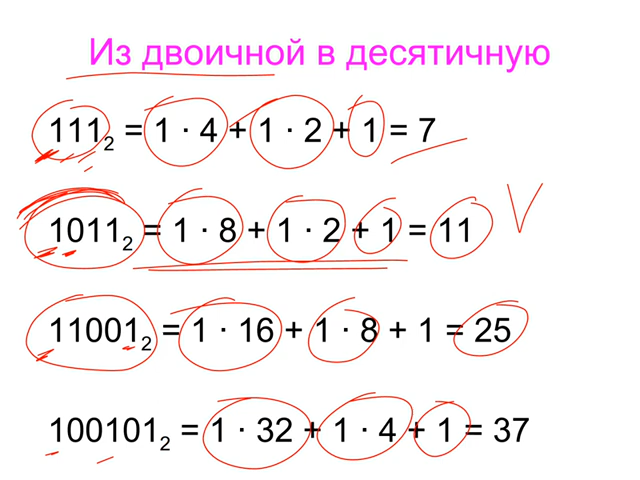 Из двоичной в десятичную
111₂ = 1 · 4 + 1 · 2 + 1 = 7
1011₂ = 1 · 8 + 1 · 2 + 1 = 11
11001₂ = 1 · 16 + 1 · 8 + 1 = 25
100101₂ = 1 · 32 + 1 · 4 + 1 = 37